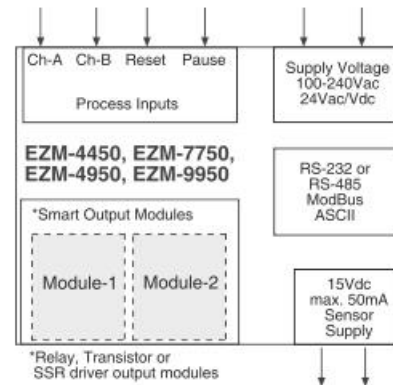 Ch-A Ch-B Reset Pause
Process Inputs
Supply Voltage
100-240Vac
24Vac/Vdc
EZM-4450, EZM-7750,
EZM-4950, EZM-9950
RS-232 or
RS-485
ModBus
ASCII
*Smart Output Modules
Module-1
Module-2
15Vdc
max. 50mA
Sensor
Supply
*Relay, Transistor or
SSR driver output modules